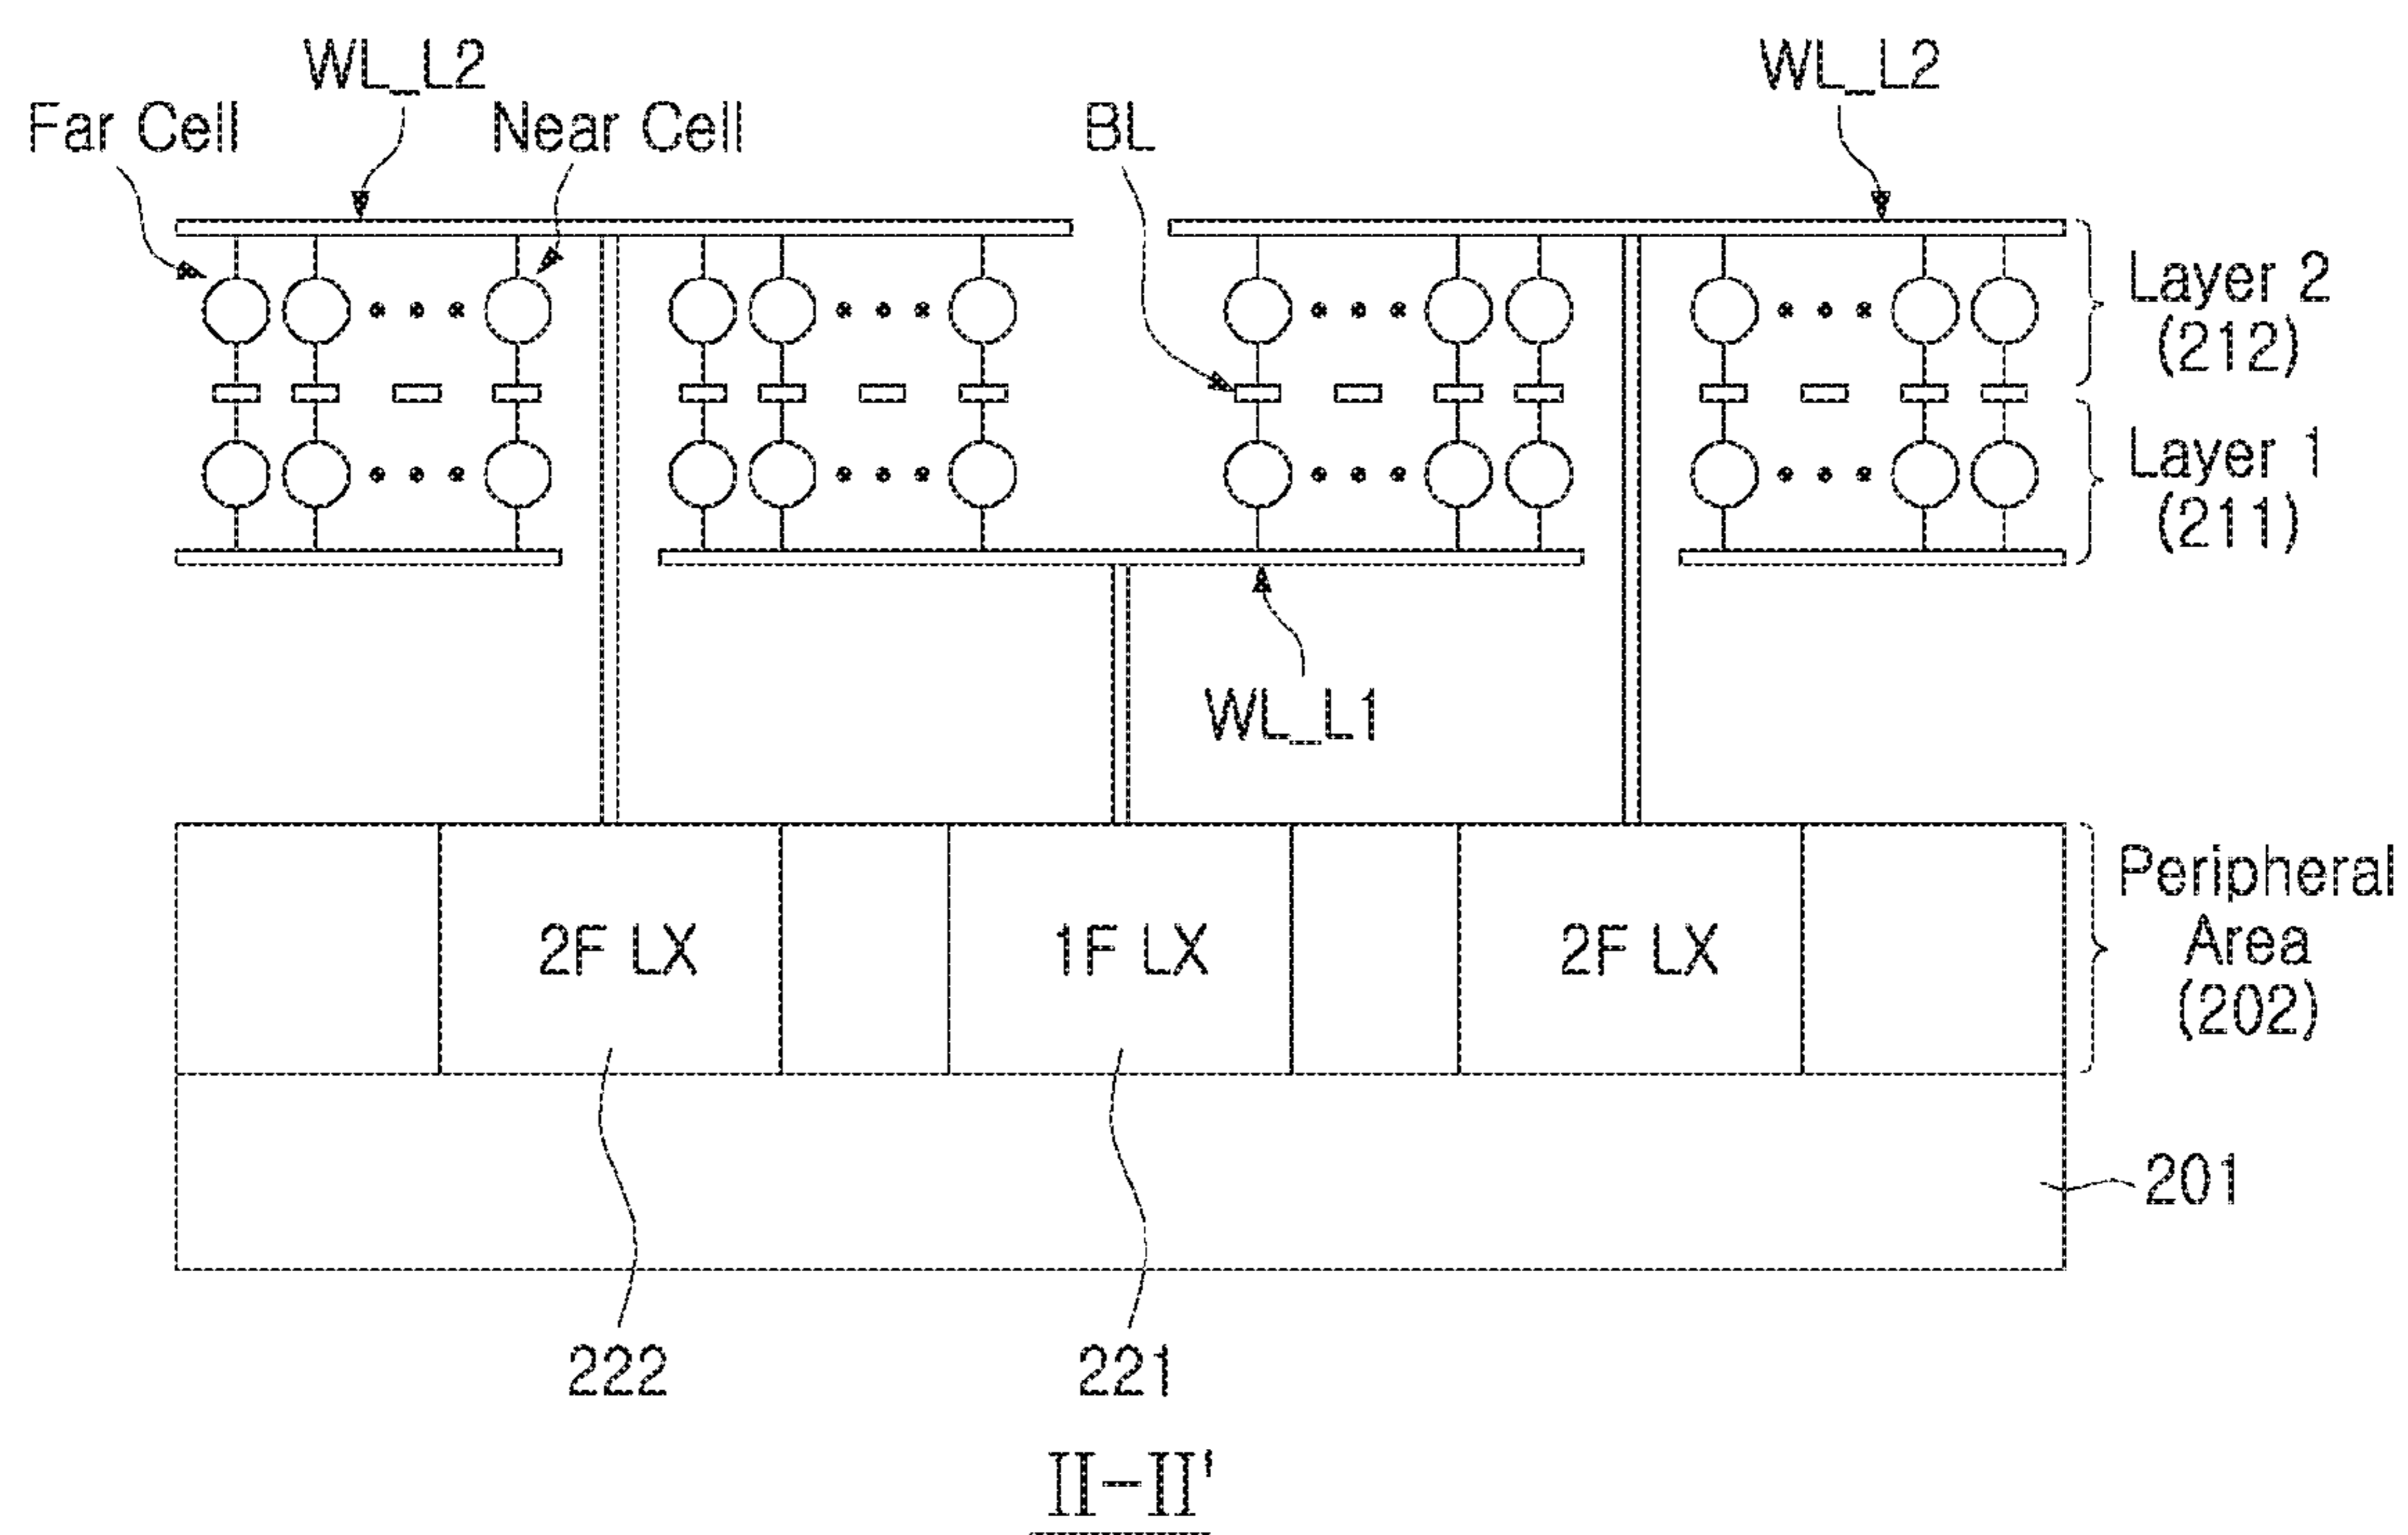 WL_L2
WL_L2
Far Cell
Near Cell
BL
Layer 2
(212)
Layer 1
(211)
WL_L1
2F LX
1F LX
2F LX
Peripheral
Area
(202)
201
222
221
II-II'